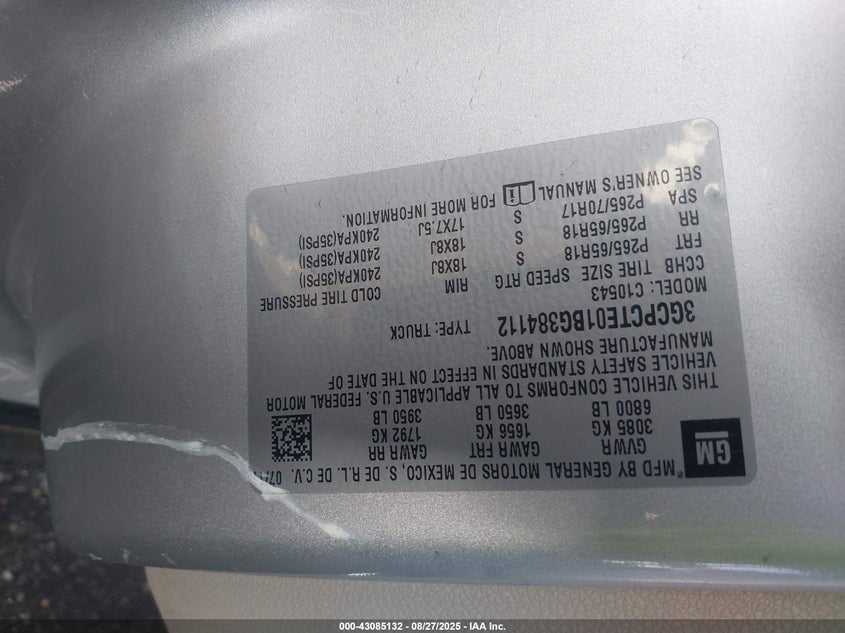 GM
MFD BY GENERAL MOTORS DE MEXICO, S. DE R.L. DE C.V.
GVWR GAWR FRT GAWR RR
3085 KG 1656 KG 1792 KG
6800 LB 3650 LB 3950 LB
THIS VEHICLE CONFORMS TO ALL APPLICABLE U.S. FEDERAL MOTOR
VEHICLE SAFETY STANDARDS IN EFFECT ON THE DATE OF
MANUFACTURE SHOWN ABOVE.
3GCPCTE01BG384112 TYPE: TRUCK
MODEL: C10543
CCHB TIRE SIZE SPEED RTG RIM COLD TIRE PRESSURE
FRT P265/65R18 S 18X8J 240KPA(35PSI)
RR P265/65R18 S 18X8J 240KPA(35PSI)
SPA P265/70R17 S 17X7.5J 240KPA(35PSI)
SEE OWNER'S MANUAL FOR MORE INFORMATION.
000-43085132 - 08/27/2025 - IAA Inc.